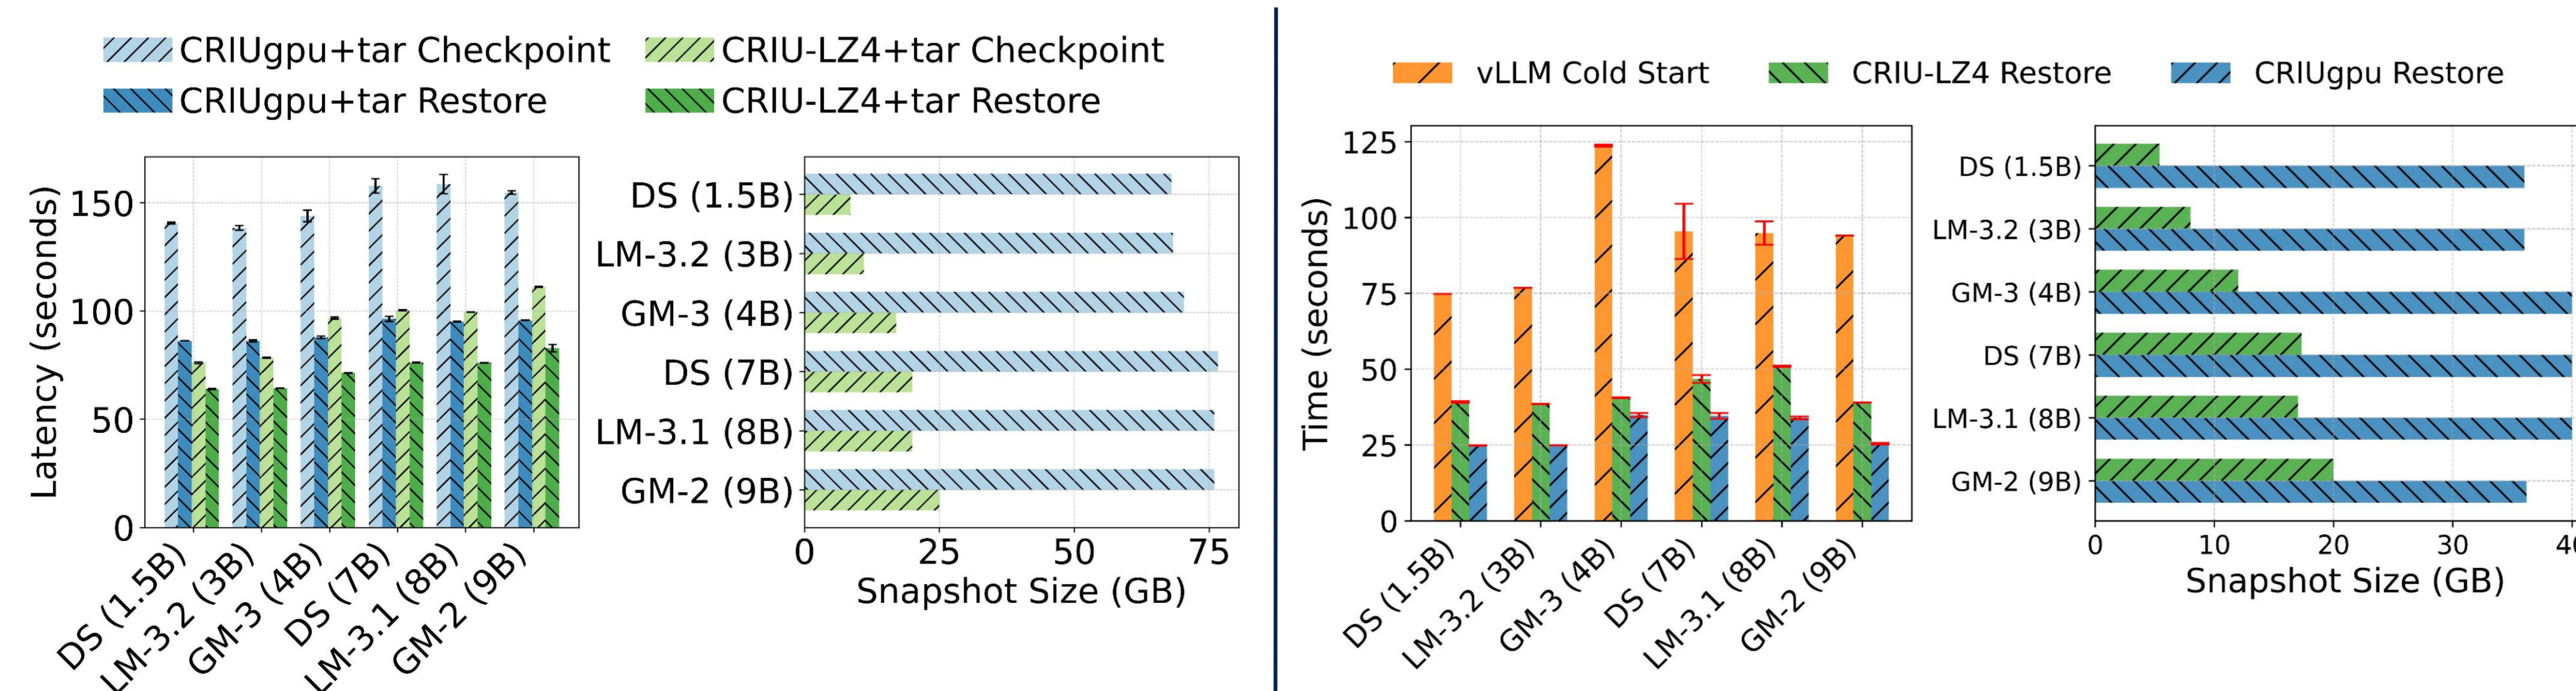 CRIUgpu+tar Checkpoint
CRIU-LZ4+tar Checkpoint
CRIUgpu+tar Restore
CRIU-LZ4+tar Restore
Latency (seconds)
150
100
50
0
DS (1.5B)
LM-3.2 (3B)
GM-3 (4B)
DS (7B)
LM-3.1 (8B)
GM-2 (9B)
DS (1.5B)
LM-3.2 (3B)
GM-3 (4B)
DS (7B)
LM-3.1 (8B)
GM-2 (9B)
0 25 50 75
Snapshot Size (GB)
vLLM Cold Start
CRIU-LZ4 Restore
CRIUgpu Restore
Time (seconds)
125
100
75
50
25
0
DS (1.5B)
LM-3.2 (3B)
GM-3 (4B)
DS (7B)
LM-3.1 (8B)
GM-2 (9B)
DS (1.5B)
LM-3.2 (3B)
GM-3 (4B)
DS (7B)
LM-3.1 (8B)
GM-2 (9B)
0 10 20 30
Snapshot Size (GB)